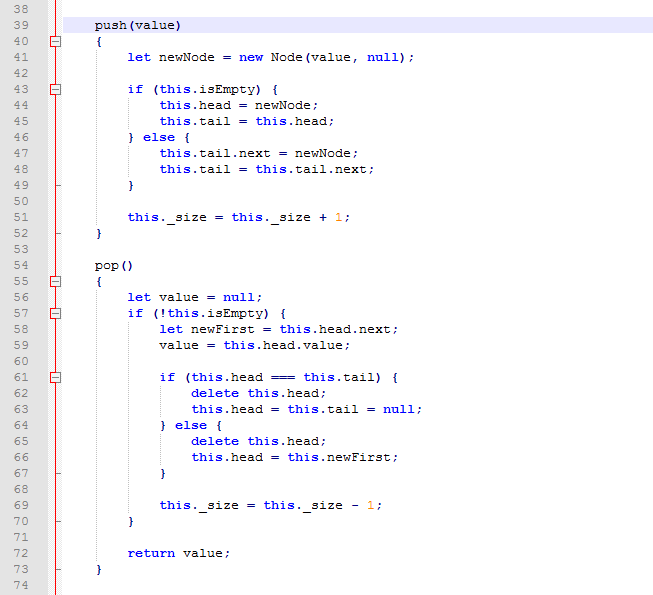 38
39 push(value)
40 {
41 let newNode = new Node(value, null);
42
43 if (this.isEmpty) {
44 this.head = newNode;
45 this.tail = this.head;
46 } else {
47 this.tail.next = newNode;
48 this.tail = this.tail.next;
49 }
50
51 this._size = this._size + 1;
52 }
53
54 pop()
55 {
56 let value = null;
57 if (!this.isEmpty) {
58 let newFirst = this.head.next;
59 value = this.head.value;
60
61 if (this.head === this.tail) {
62 delete this.head;
63 this.head = this.tail = null;
64 } else {
65 delete this.head;
66 this.head = this.newFirst;
67 }
68
69 this._size = this._size - 1;
70 }
71
72 return value;
73 }
74